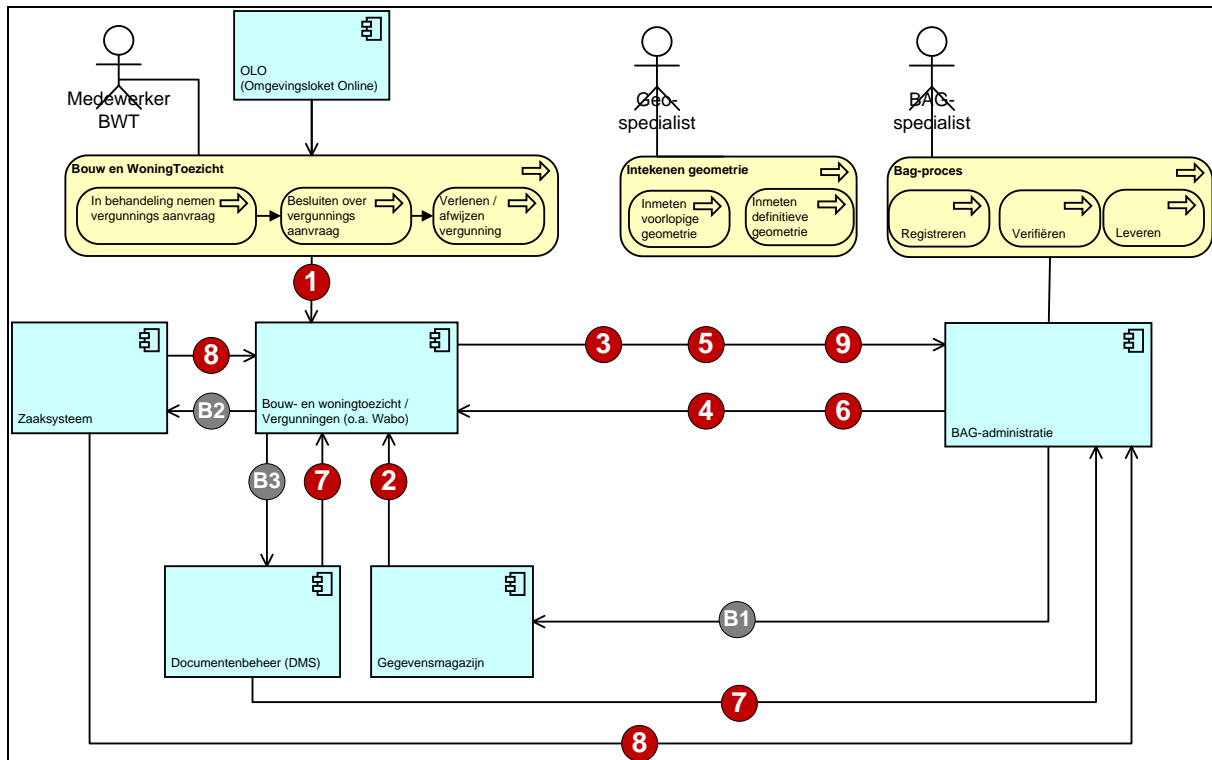 OLO
(Omgevingsloket Online)
Medewerker
BWT
Geo-
specialist
BAG-
specialist
Bouw en WoningToezicht
In behandeling nemen
vergunnings aanvraag
Besluiten over
vergunnings
aanvraag
Verlenen /
afwijzen
vergunning
Intekenen geometrie
Inmeten
voorlopige
geometrie
Inmeten
definitieve
geometrie
Bag-proces
Registreren
Verifiëren
Leveren
1
Zaaksysteem
8
B2
Bouw- en woningtoezicht /
Vergunningen (o.a. Wabo)
3
5
9
4
6
BAG-administratie
B3
7
2
Documentenbeheer (DMS)
Gegevensmagazijn
B1
7
8